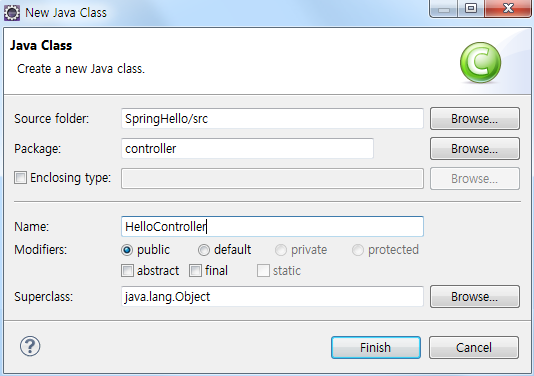 New Java Class
Java Class
Create a new Java class.
C
Source folder: SpringHello/src Browse...
Package: controller Browse...
Enclosing type: Browse...
Name: HelloController
Modifiers: public default private protected
abstract final static
Superclass: java.lang.Object Browse...
? Finish Cancel